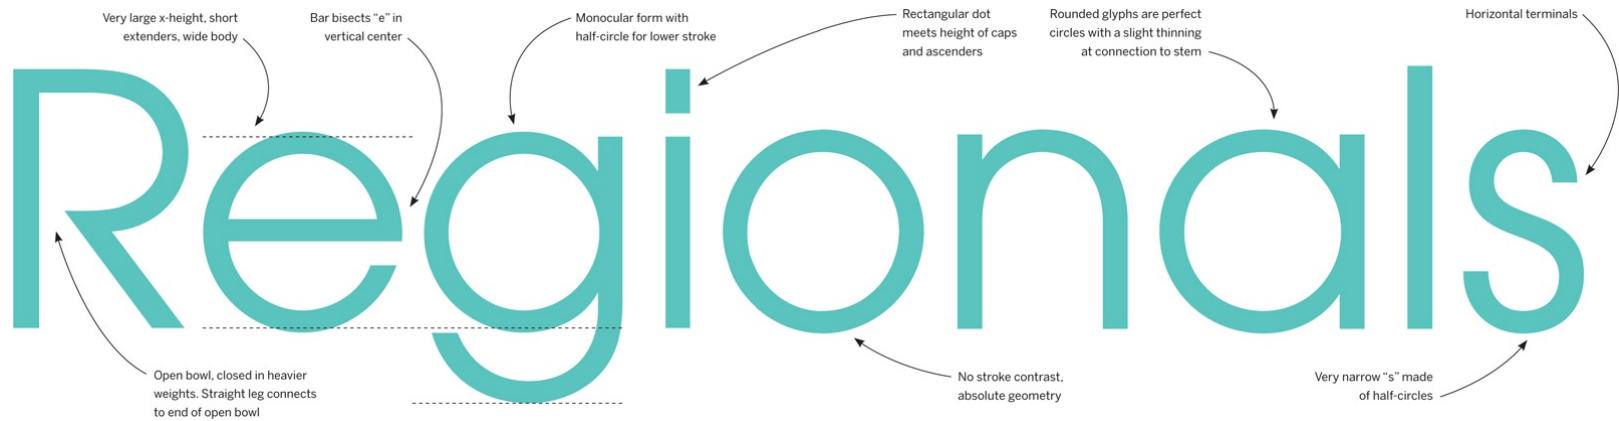 Very large x-height, short
extenders, wide body
Bar bisects “e” in
vertical center
Monocular form with
half-circle for lower stroke
Rectangular dot
meets height of caps
and ascenders
Rounded glyphs are perfect
circles with a slight thinning
at connection to stem
Horizontal terminals
Regionals
Open bowl, closed in heavier
weights. Straight leg connects
to end of open bowl
No stroke contrast,
absolute geometry
Very narrow “s” made
of half-circles